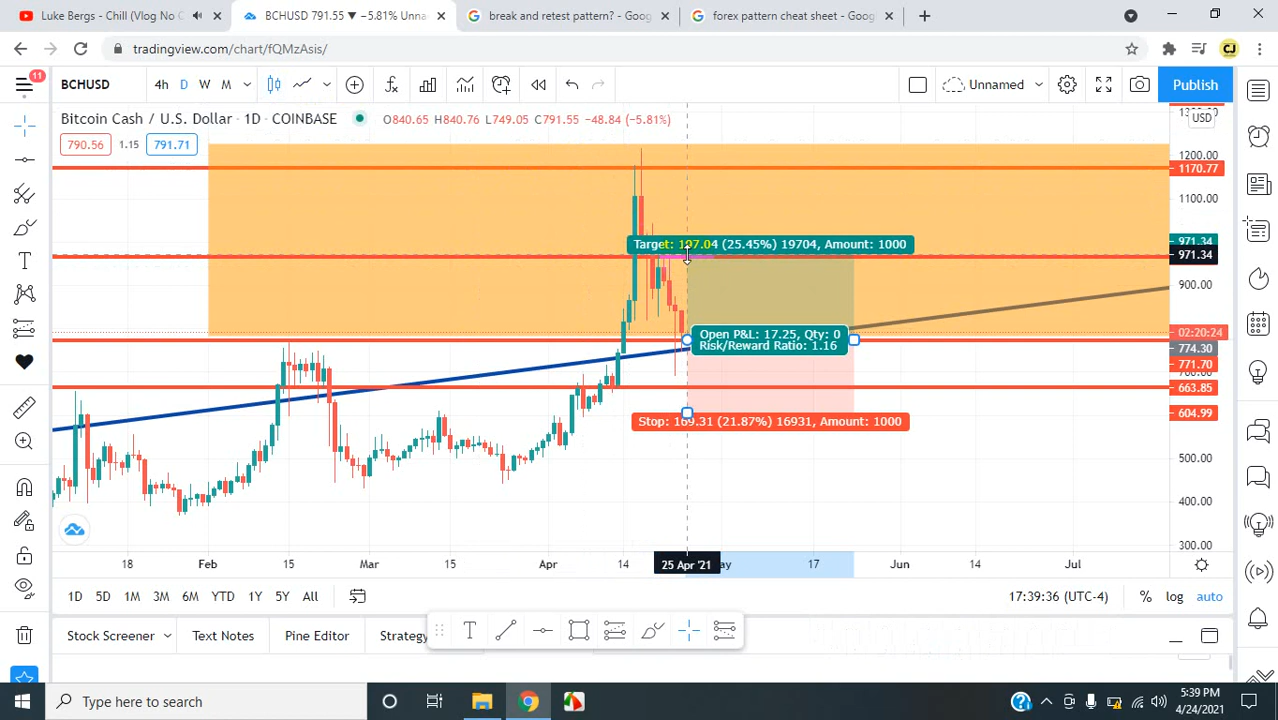 Luke Bergs - Chill (Vlog No C
BCHUSD 791.55 ▼ −5.81% Unna
break and retest pattern? - Goog
forex pattern cheat sheet - Goog
tradingview.com/chart/fQMzAsis/
CJ
11
BCHUSD
4h D W M
Unnamed
Publish
Bitcoin Cash / U.S. Dollar · 1D · COINBASE
O840.65 H840.76 L749.05 C791.55 −48.84 (−5.81%)
790.56 1.15 791.71
USD
1200.00
1170.77
1100.00
Target: 197.04 (25.45%) 19704, Amount: 1000
971.34
971.34
900.00
Open P&L: 17.25, Qty: 0
Risk/Reward Ratio: 1.16
02:20:24
774.30
771.70
663.85
604.99
Stop: 169.31 (21.87%) 16931, Amount: 1000
500.00
400.00
300.00
18 Feb 15 Mar 15 Apr 14 25 Apr '21 ay 17 Jun 14 Jul
1D 5D 1M 3M 6M YTD 1Y 5Y All
17:39:36 (UTC-4) % log auto
Stock Screener Text Notes Pine Editor Strategy
Type here to search
5:39 PM
4/24/2021